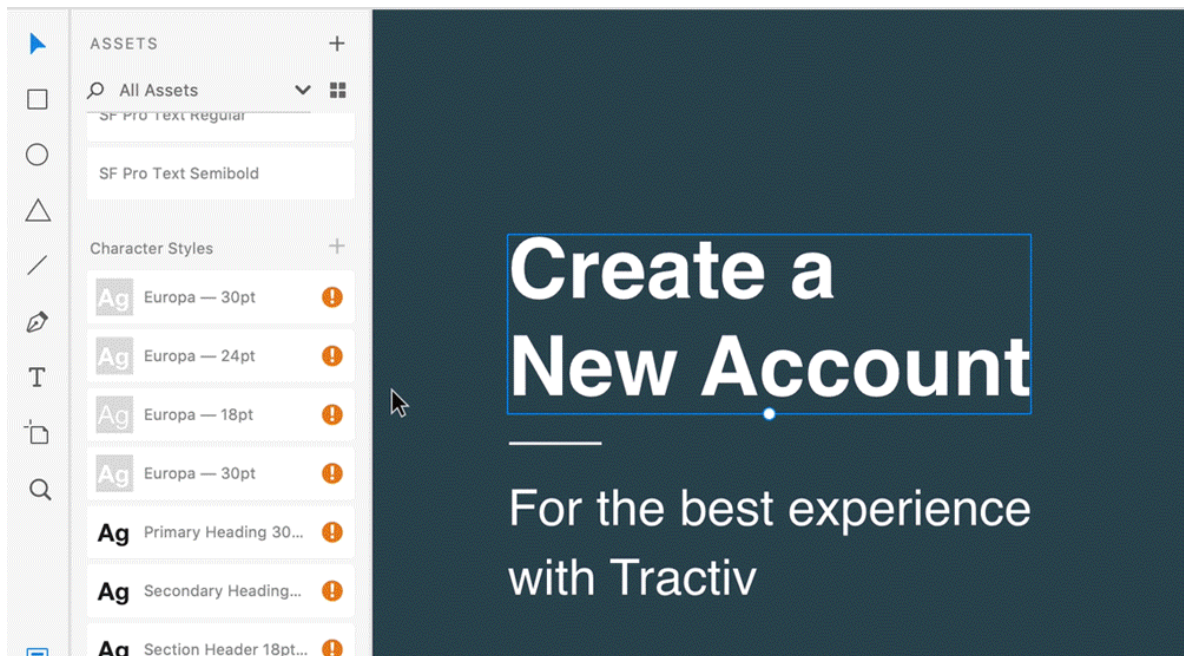 ASSETS
All Assets
SF Pro Text Regular
SF Pro Text Semibold
Character Styles
Ag Europa — 30pt
Ag Europa — 24pt
Ag Europa — 18pt
Ag Europa — 30pt
Ag Primary Heading 30...
Ag Secondary Heading...
Ag Section Header 18pt...
T
Create a
New Account
For the best experience
with Tractiv